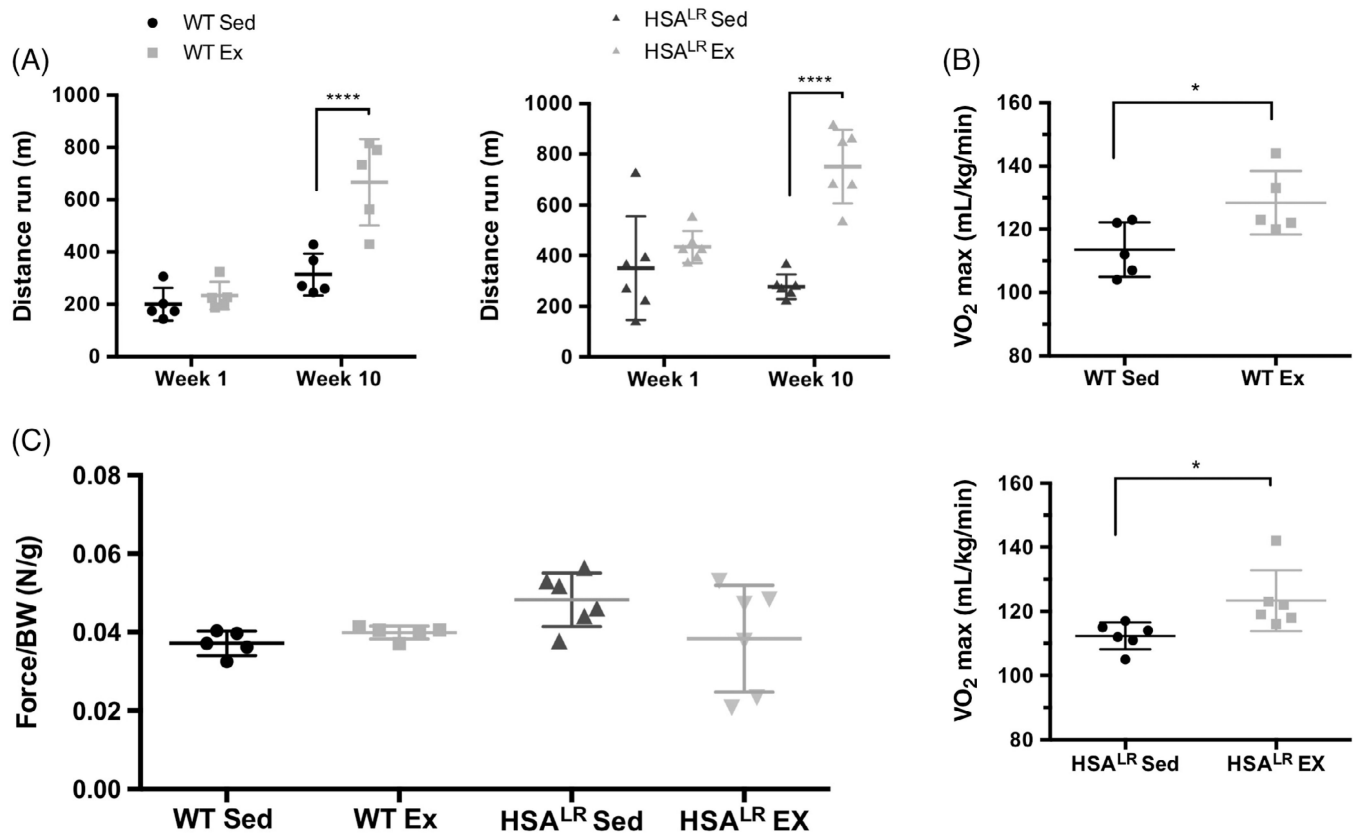 (A)
WT Sed
WT Ex
Distance run (m)
1000
800
600
400
200
0
****
Week 1
Week 10
HSA^LR Sed
HSA^LR Ex
Distance run (m)
1000
800
600
400
200
0
****
Week 1
Week 10
(B)
VO₂ max (mL/kg/min)
160
140
120
100
80
*
WT Sed
WT Ex
VO₂ max (mL/kg/min)
160
140
120
100
80
*
HSA^LR Sed
HSA^LR EX
(C)
Force/BW (N/g)
0.08
0.06
0.04
0.02
0.00
WT Sed
WT Ex
HSA^LR Sed
HSA^LR EX